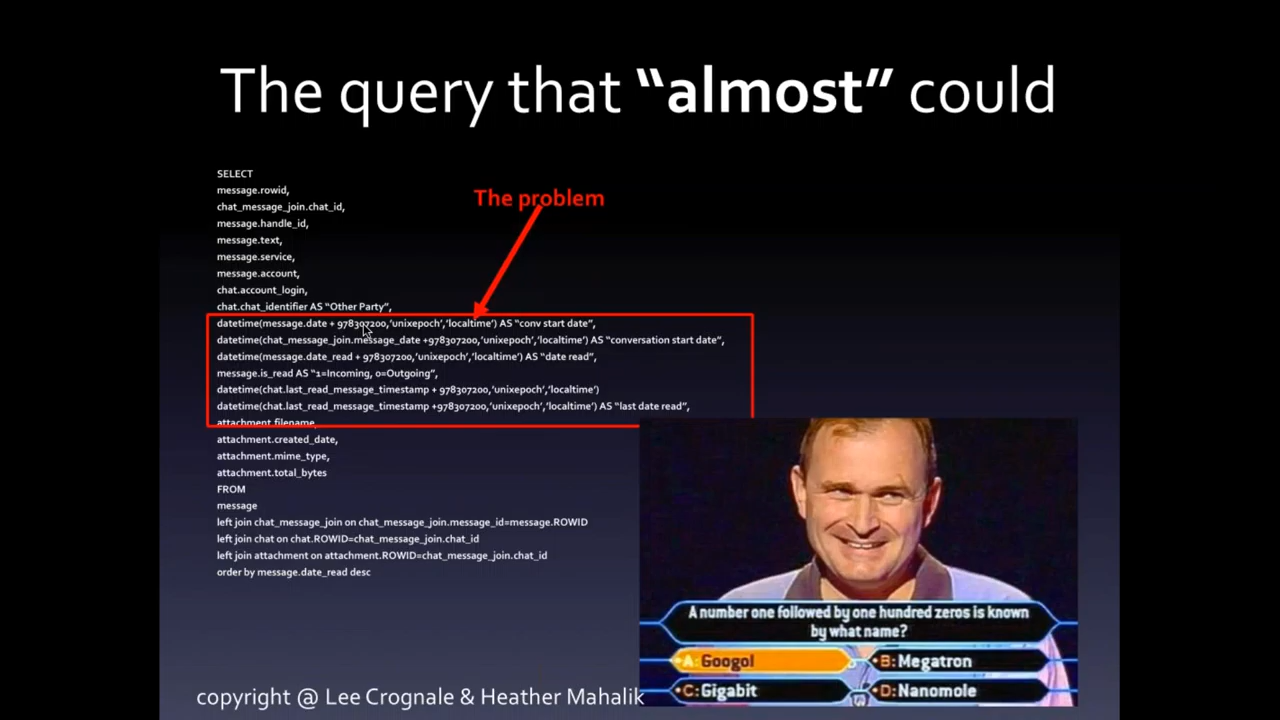 The query that “almost” could
SELECT
message.rowid,
chat_message_join.chat_id,
message.handle_id,
message.text,
message.service,
message.account,
chat.account_login,
chat.chat_identifier AS “Other Party”,
The problem
datetime(message.date + 978307200,’unixepoch’,’localtime’) AS “conv start date”,
datetime(chat_message_join.message_date +978307200,’unixepoch’,’localtime’) AS “conversation start date”,
datetime(message.date_read + 978307200,’unixepoch’,’localtime’) AS “date read”,
message.is_read AS “1=Incoming, 0=Outgoing”,
datetime(chat.last_read_message_timestamp + 978307200,’unixepoch’,’localtime’)
datetime(chat.last_read_message_timestamp +978307200,’unixepoch’,’localtime’) AS “last date read”,
attachment.filename,
attachment.created_date,
attachment.mime_type,
attachment.total_bytes
FROM
message
left join chat_message_join on chat_message_join.message_id=message.ROWID
left join chat on chat.ROWID=chat_message_join.chat_id
left join attachment on attachment.ROWID=chat_message_join.chat_id
order by message.date_read desc
A number one followed by one hundred zeros is known
by what name?
A: Googol
B: Megatron
C: Gigabit
D: Nanomole
copyright @ Lee Crognale & Heather Mahalik